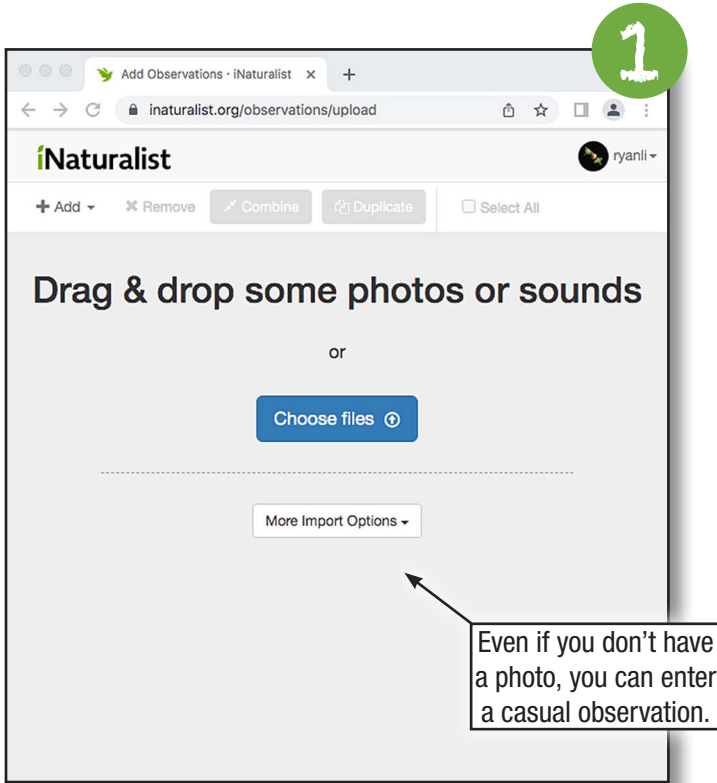 1
Add Observations · iNaturalist × +
inaturalist.org/observations/upload
iNaturalist
ryanli
+ Add
✖ Remove
Combine
Duplicate
Select All
Drag & drop some photos or sounds
or
Choose files
More Import Options
Even if you don’t have
a photo, you can enter
a casual observation.